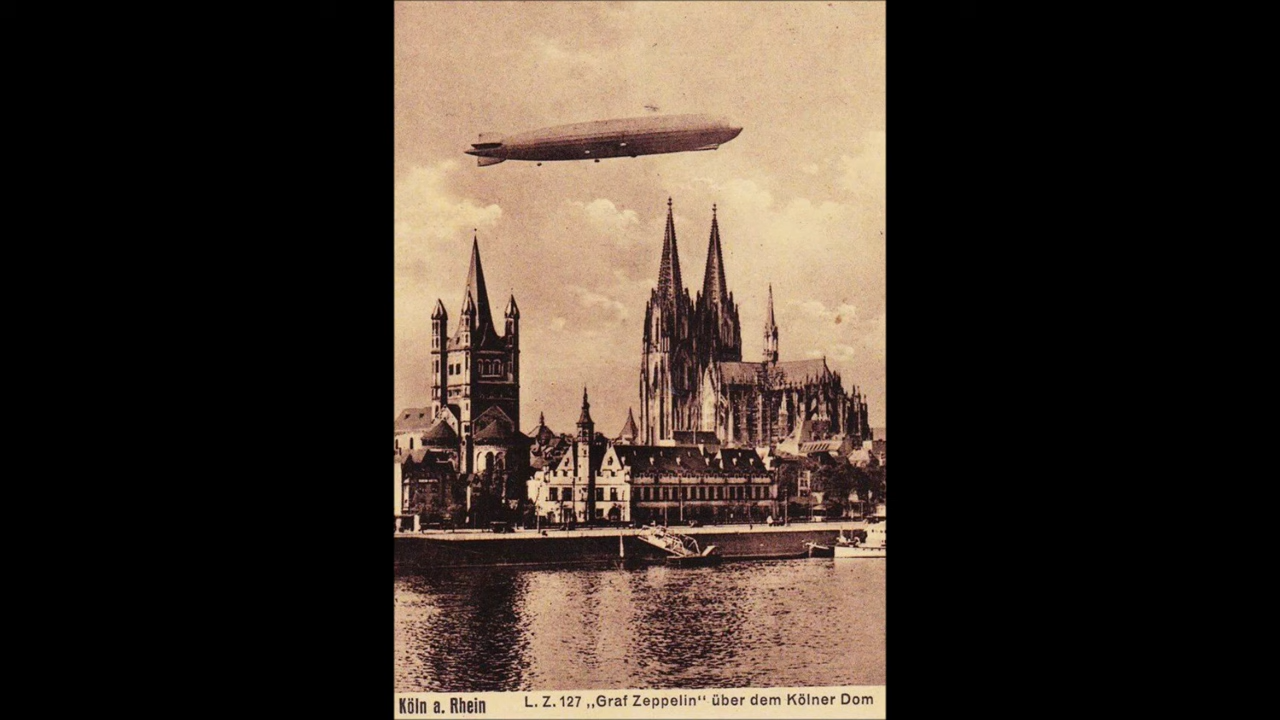 Köln a. Rhein
L. Z. 127 „Graf Zeppelin“ über dem Kölner Dom